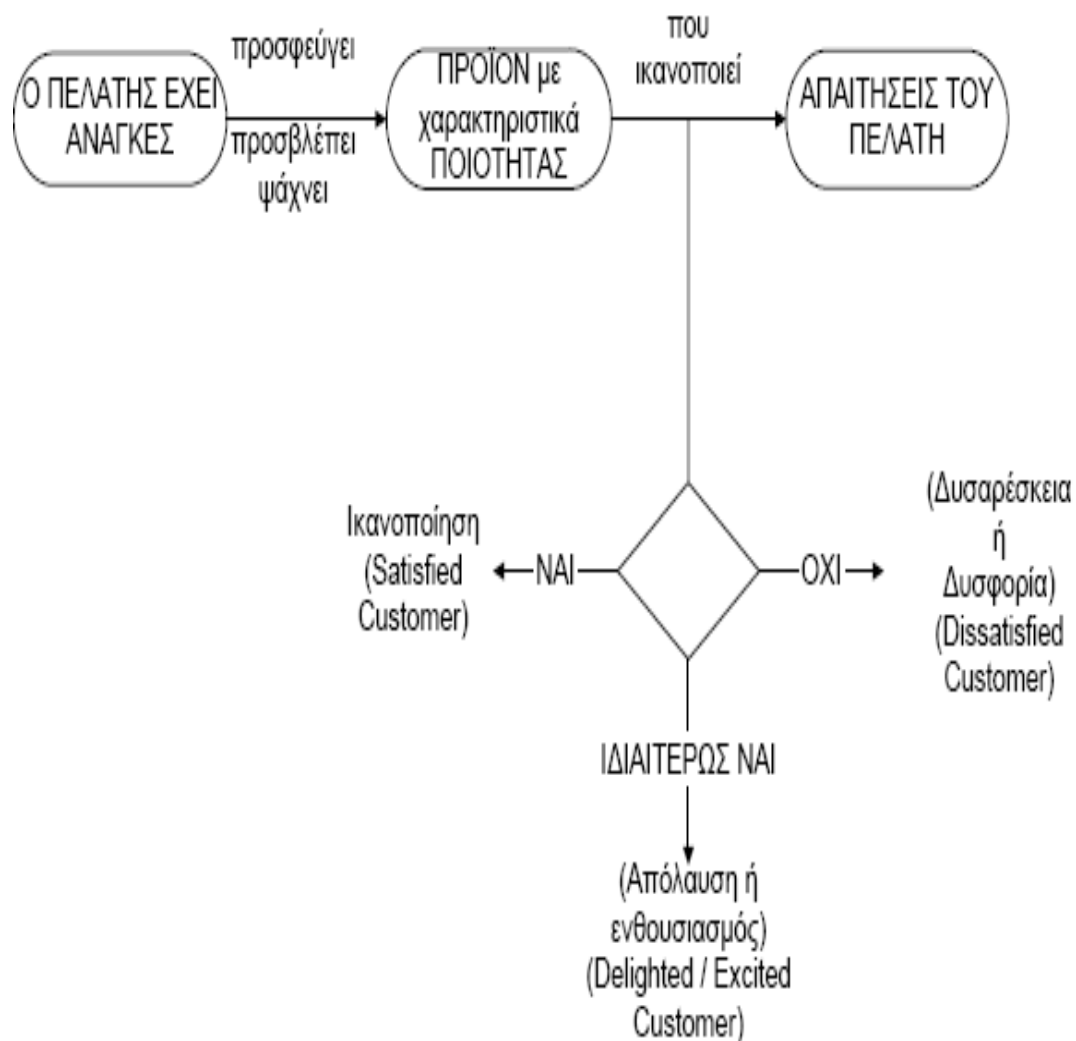 Ο ΠΕΛΑΤΗΣ ΕΧΕΙ
ΑΝΑΓΚΕΣ
προσφεύγει
προσβλέπει
ψάχνει
ΠΡΟΪΟΝ με
χαρακτηριστικά
ΠΟΙΟΤΗΤΑΣ
που
ικανοποιεί
ΑΠΑΙΤΗΣΕΙΣ ΤΟΥ
ΠΕΛΑΤΗ
Ικανοποίηση
(Satisfied
Customer)
ΝΑΙ
ΟΧΙ
(Δυσαρέσκεια
ή
Δυσφορία)
(Dissatisfied
Customer)
ΙΔΙΑΙΤΕΡΩΣ ΝΑΙ
(Απόλαυση ή
ενθουσιασμός)
(Delighted / Excited
Customer)